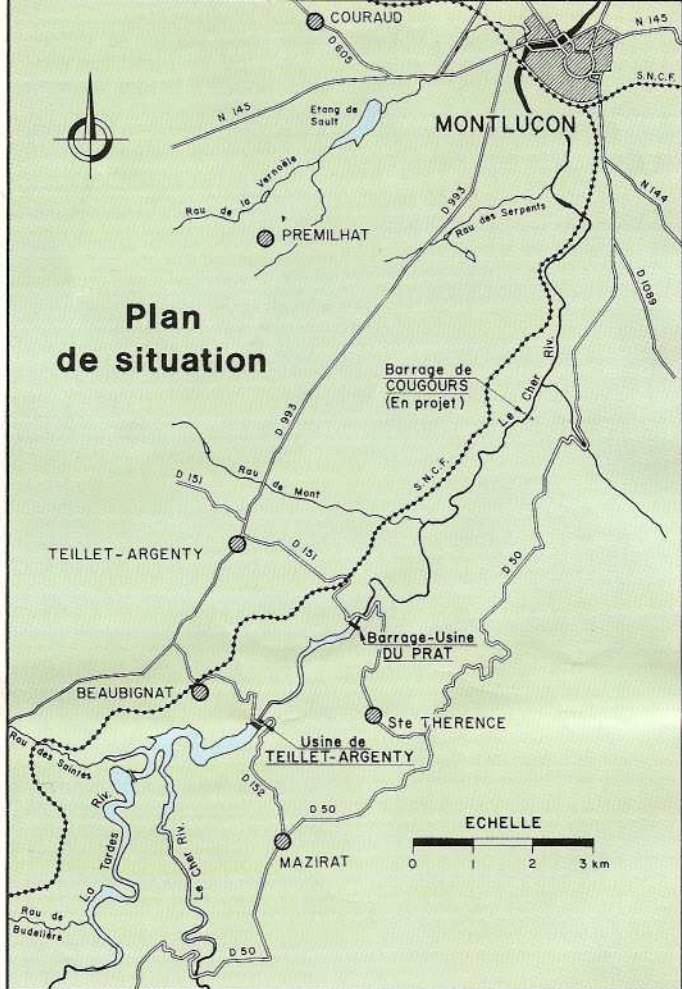 COURAUD
D 605
N 145
S.N.C.F.
N 145
Etang de
Sault
MONTLUÇON
Rau de la Vernoële
D 993
Rau des Serpents
N 144
PREMILHAT
D 1089
Plan
de situation
Barrage de
COUGOURS
(En projet)
Le Cher Riv.
D 993
D 151
Rau de Mont
S.N.C.F.
TEILLET-ARGENTY
D 151
D 50
Barrage-Usine
DU PRAT
BEAUBIGNAT
Ste THERENCE
Rau des Saintes
Usine de
TEILLET-ARGENTY
D 152
D 50
ECHELLE
0 1 2 3 km
La Tardes Riv.
Le Cher Riv.
MAZIRAT
Rau de
Budelière
D 50